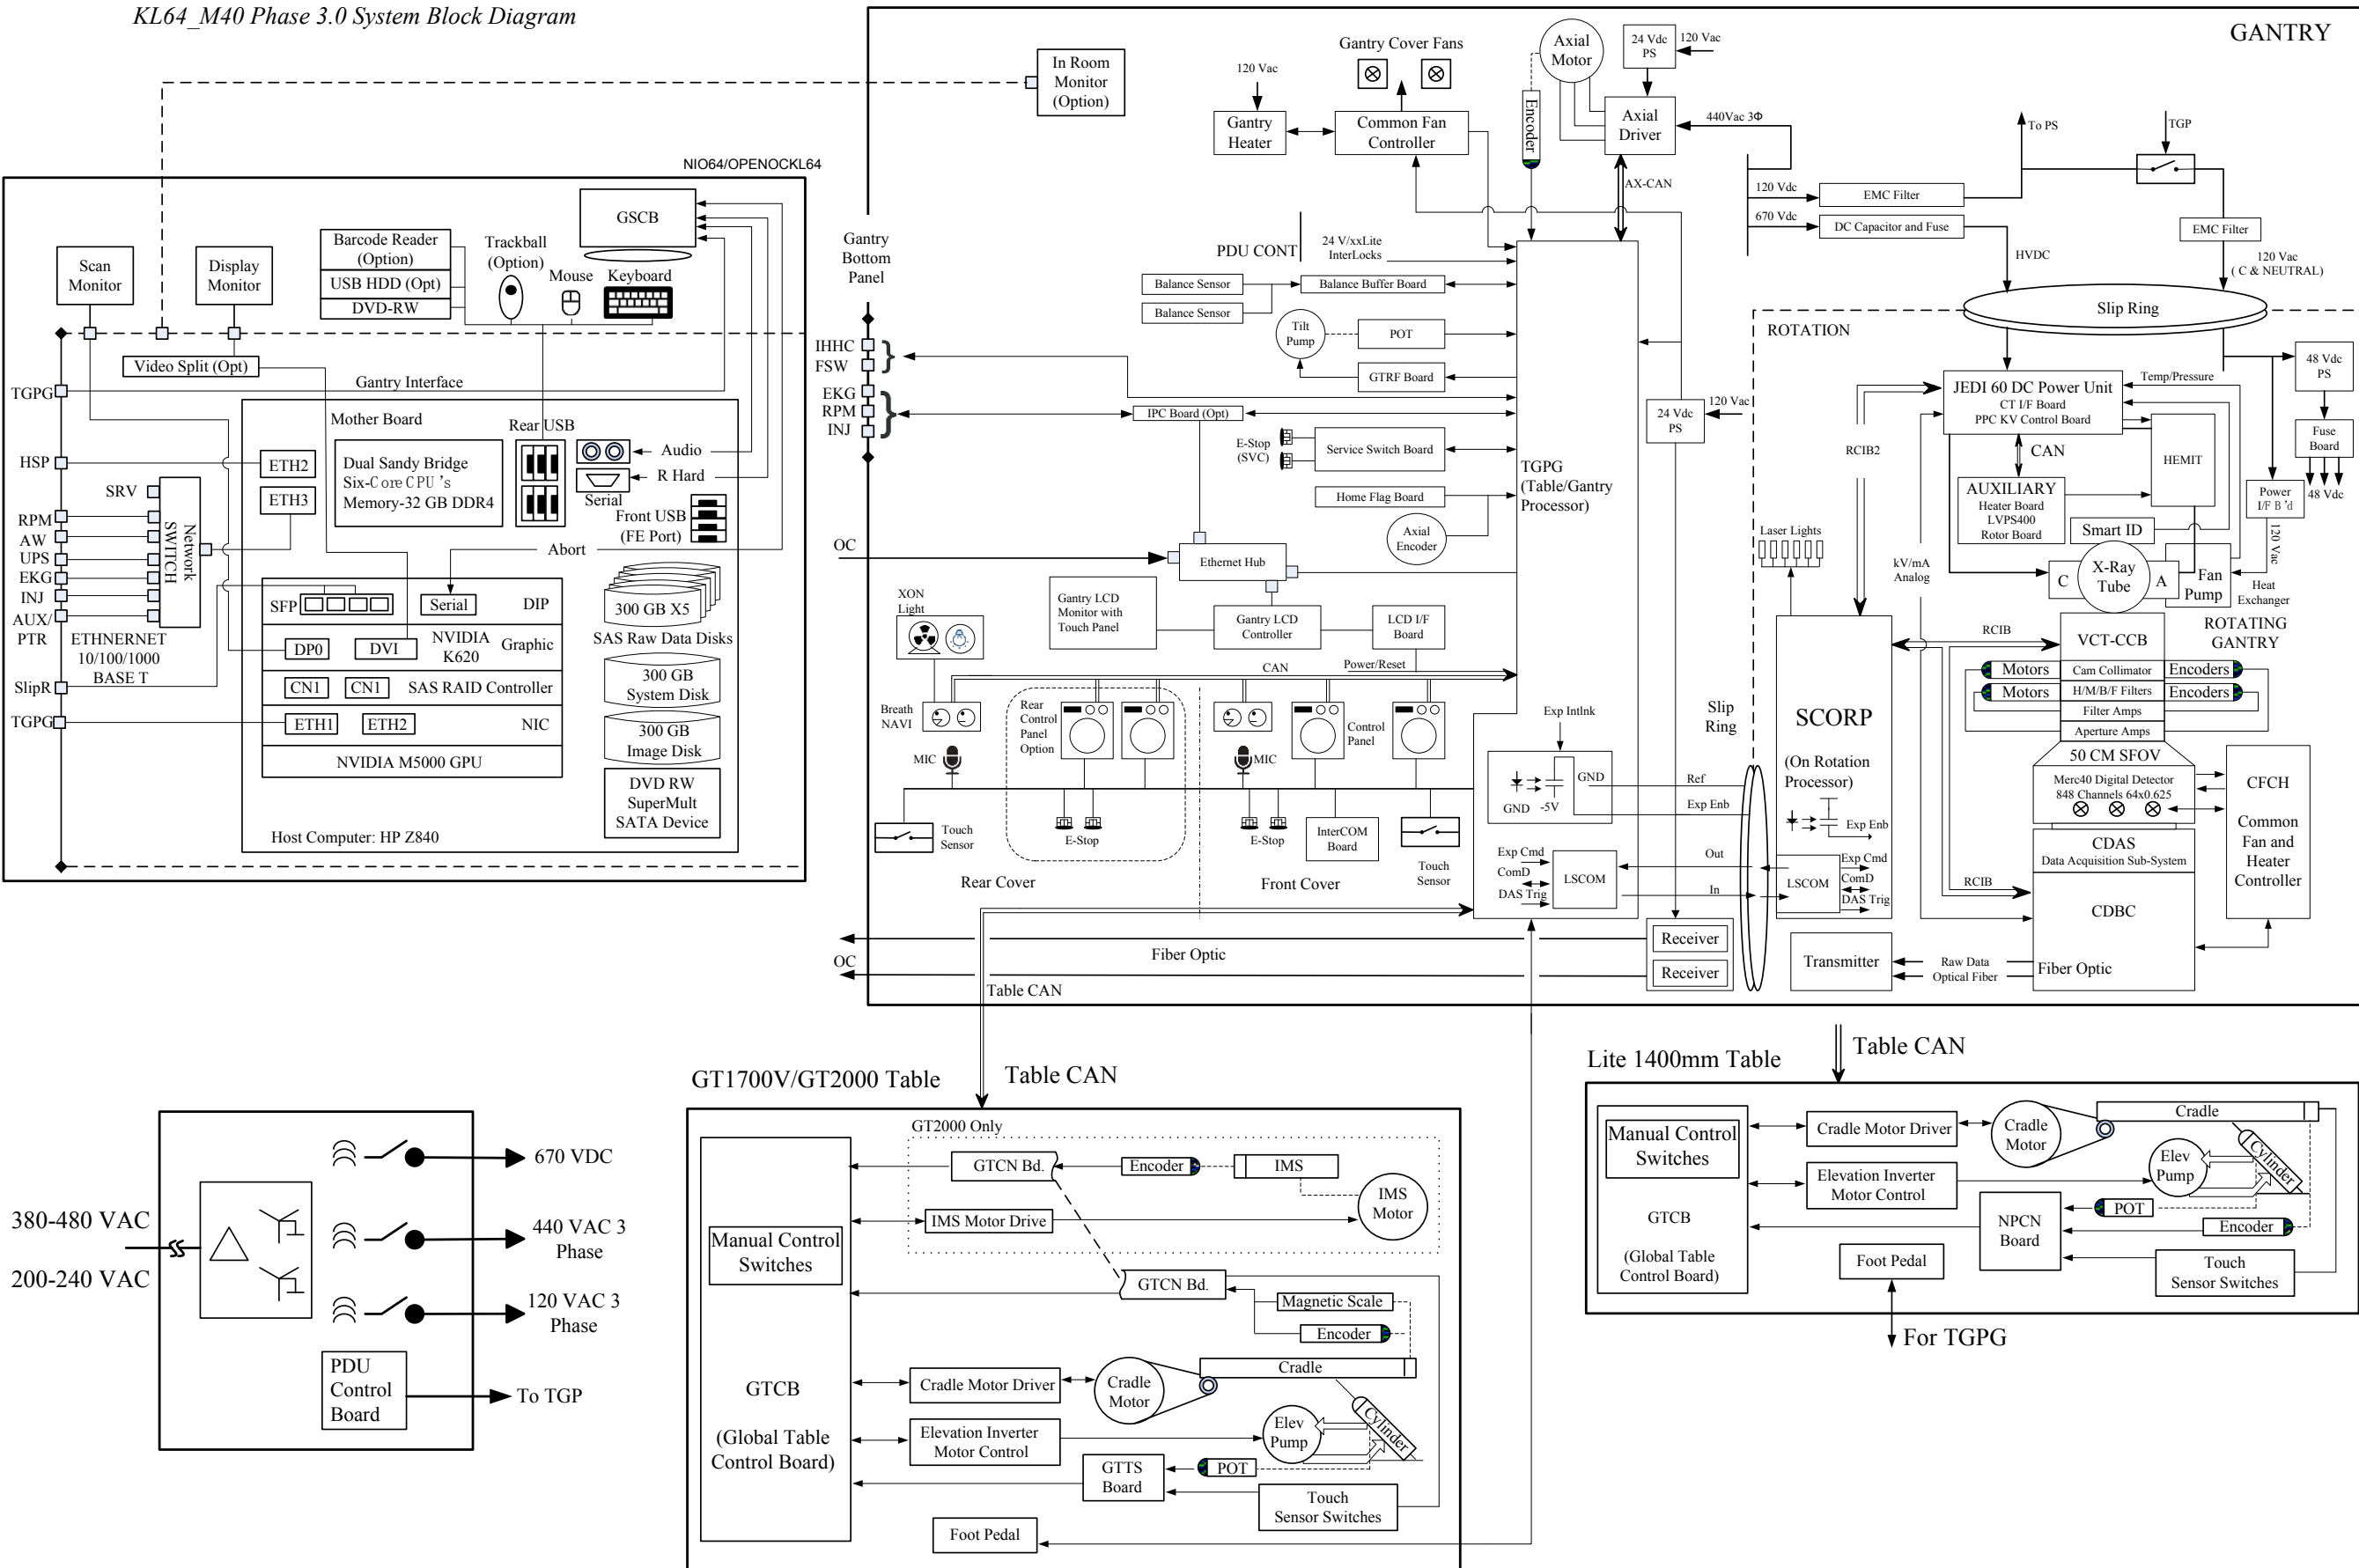 KL64_M40 Phase 3.0 System Block Diagram
NIO64/OPENOCKL64
GSCB
Barcode Reader
(Option)
USB HDD (Opt)
DVD-RW
Trackball
(Option)
Mouse
Keyboard
Scan
Monitor
Display
Monitor
Video Split (Opt)
Gantry Interface
TGPG
HSP
SRV
RPM
AW
UPS
EKG
INJ
AUX/
PTR
SlipR
TGPG
Network
SWITCH
ETHNERNET
10/100/1000
BASE T
Mother Board
ETH2
ETH3
Dual Sandy Bridge
Six-Core CPU's
Memory-32 GB DDR4
Rear USB
Audio
R Hard
Serial
Front USB
(FE Port)
Abort
SFP
Serial
DIP
DP0
DVI
NVIDIA
K620
Graphic
CN1
CN1
SAS RAID Controller
ETH1
ETH2
NIC
NVIDIA M5000 GPU
300 GB X5
SAS Raw Data Disks
300 GB
System Disk
300 GB
Image Disk
DVD RW
SuperMult
SATA Device
Host Computer: HP Z840
In Room
Monitor
(Option)
GANTRY
Gantry
Bottom
Panel
IHHC
FSW
EKG
RPM
INJ
OC
OC
120 Vac
Gantry
Heater
Gantry Cover Fans
Common Fan
Controller
Encoder
Axial
Motor
24 Vdc
PS
120 Vac
Axial
Driver
440Vac 3Φ
AX-CAN
PDU CONT
24 V/xxLite
InterLocks
Balance Sensor
Balance Sensor
Balance Buffer Board
Tilt
Pump
POT
GTRF Board
IPC Board (Opt)
E-Stop
(SVC)
Service Switch Board
Home Flag Board
Axial
Encoder
Ethernet Hub
TGPG
(Table/Gantry
Processor)
24 Vdc
PS
120 Vac
Gantry LCD
Monitor with
Touch Panel
Gantry LCD
Controller
LCD I/F
Board
XON
Light
CAN
Power/Reset
Breath
NAVI
MIC
Rear
Control
Panel
Option
MIC
Control
Panel
Touch
Sensor
E-Stop
E-Stop
InterCOM
Board
Touch
Sensor
Rear Cover
Front Cover
Exp Intlnk
GND
GND
-5V
Ref
Exp Enb
Exp Cmd
ComD
DAS Trig
LSCOM
Out
In
Receiver
Receiver
Fiber Optic
Table CAN
To PS
TGP
120 Vdc
EMC Filter
670 Vdc
DC Capacitor and Fuse
HVDC
EMC Filter
120 Vac
( C & NEUTRAL)
Slip Ring
ROTATION
JEDI 60 DC Power Unit
CT I/F Board
PPC KV Control Board
Temp/Pressure
48 Vdc
PS
Fuse
Board
48 Vdc
RCIB2
CAN
HEMIT
AUXILIARY
Heater Board
LVPS400
Rotor Board
Smart ID
Power
I/F B'd
120 Vac
Laser Lights
kV/mA
Analog
C
X-Ray
Tube
A
Fan
Pump
Heat
Exchanger
ROTATING
GANTRY
RCIB
VCT-CCB
Motors
Cam Collimator
Encoders
Motors
H/M/B/F Filters
Encoders
Filter Amps
Aperture Amps
50 CM SFOV
Merc40 Digital Detector
848 Channels 64x0.625
CFCH
Common
Fan and
Heater
Controller
CDAS
Data Acquisition Sub-System
RCIB
CDBC
Fiber Optic
Slip
Ring
SCORP
(On Rotation
Processor)
Exp Enb
LSCOM
Exp Cmd
ComD
DAS Trig
Transmitter
Raw Data
Optical Fiber
380-480 VAC
200-240 VAC
670 VDC
440 VAC 3
Phase
120 VAC 3
Phase
PDU
Control
Board
To TGP
GT1700V/GT2000 Table
Table CAN
GT2000 Only
GTCN Bd.
Encoder
IMS
IMS Motor Drive
IMS
Motor
Manual Control
Switches
GTCN Bd.
Magnetic Scale
Encoder
GTCB
(Global Table
Control Board)
Cradle Motor Driver
Cradle
Motor
Cradle
Elevation Inverter
Motor Control
Elev
Pump
Cylinder
GTTS
Board
POT
Touch
Sensor Switches
Foot Pedal
Lite 1400mm Table
Table CAN
Manual Control
Switches
GTCB
(Global Table
Control Board)
Cradle Motor Driver
Cradle
Motor
Cradle
Elevation Inverter
Motor Control
Elev
Pump
Cylinder
NPCN
Board
POT
Encoder
Touch
Sensor Switches
Foot Pedal
For TGPG